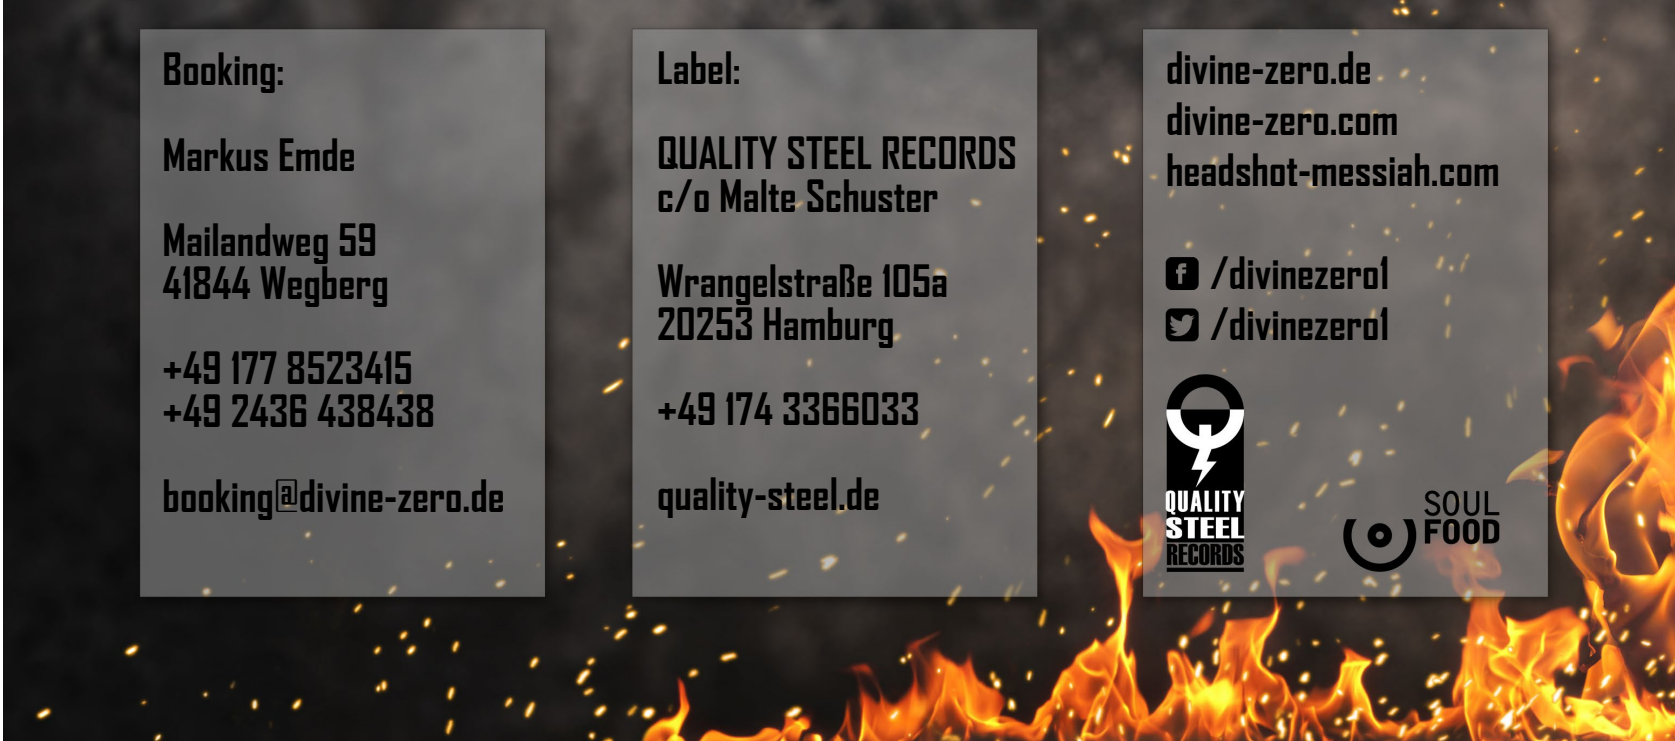 Booking:
Markus Emde
Mailandweg 59
41844 Wegberg
+49 177 8523415
+49 2436 438438
booking@divine-zero.de
Label:
QUALITY STEEL RECORDS
c/o Malte Schuster
Wrangelstraße 105a
20253 Hamburg
+49 174 3366033
quality-steel.de
divine-zero.de
divine-zero.com
headshot-messiah.com
f /divinezero1
/divinezero1
QUALITY
STEEL
RECORDS
SOUL
FOOD